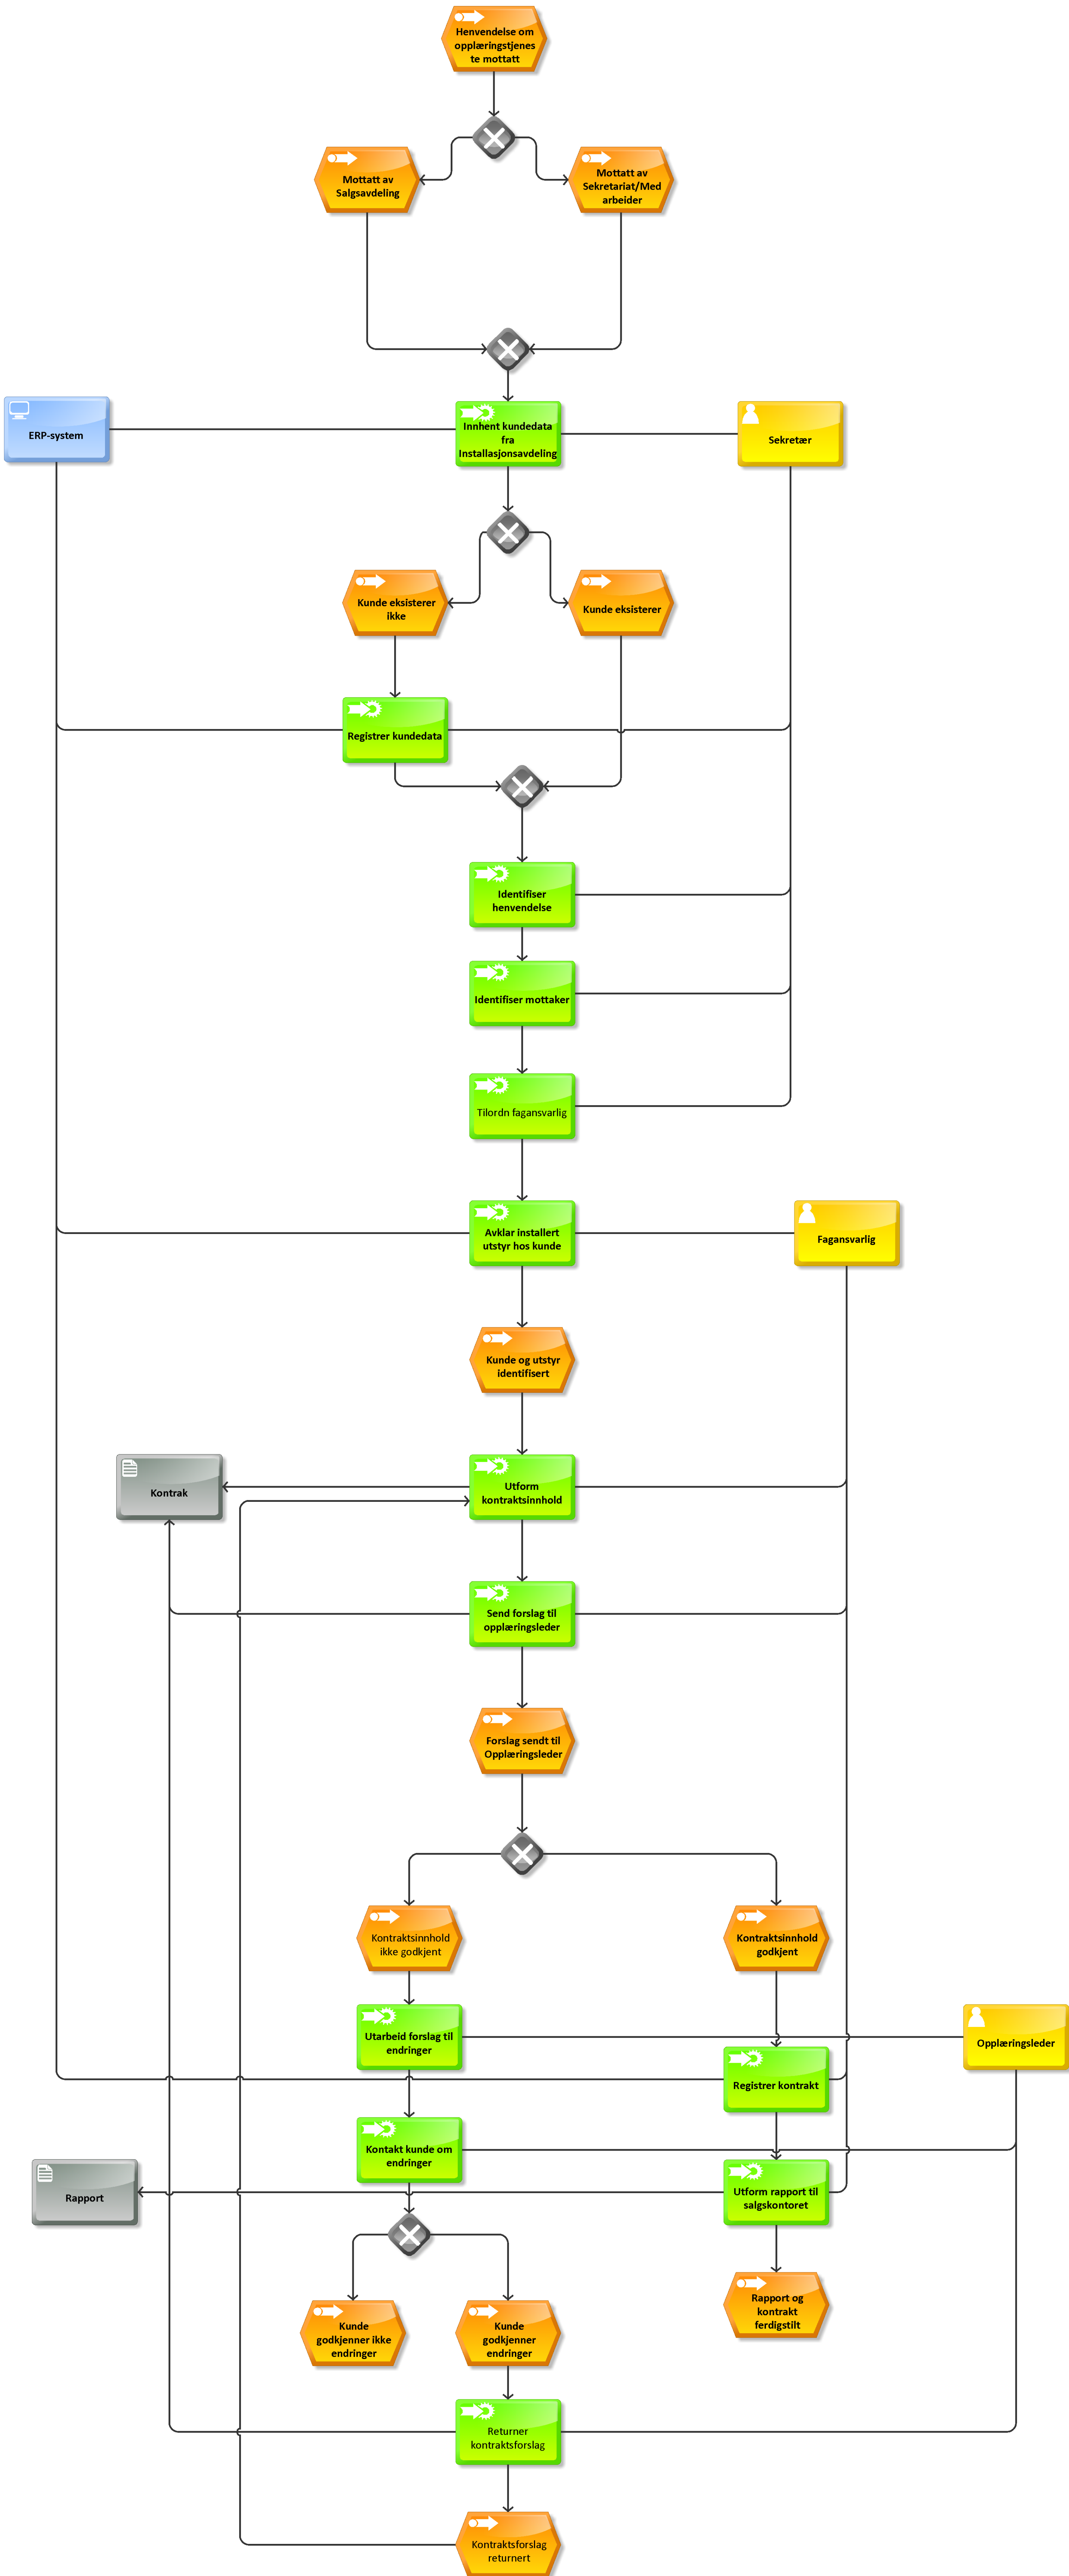 Henvendelse om
opplæringstjenes
te mottatt
Mottatt av
Salgsavdeling
Mottatt av
Sekretariat/Med
arbeider
ERP-system
Innhent kundedata
fra
Installasjonsavdeling
Sekretær
Kunde eksisterer
ikke
Kunde eksisterer
Registrer kundedata
Identifiser
henvendelse
Identifiser mottaker
Tilordn fagansvarlig
Avklar installert
utstyr hos kunde
Fagansvarlig
Kunde og utstyr
identifisert
Kontrak
Utform
kontraktsinnhold
Send forslag til
opplæringsleder
Forslag sendt til
Opplæringsleder
Kontraktsinnhold
ikke godkjent
Kontraktsinnhold
godkjent
Utarbeid forslag til
endringer
Opplæringsleder
Registrer kontrakt
Kontakt kunde om
endringer
Rapport
Utform rapport til
salgskontoret
Kunde
godkjenner ikke
endringer
Kunde
godkjenner
endringer
Rapport og
kontrakt
ferdigstilt
Returner
kontraktsforslag
Kontraktsforslag
returnert